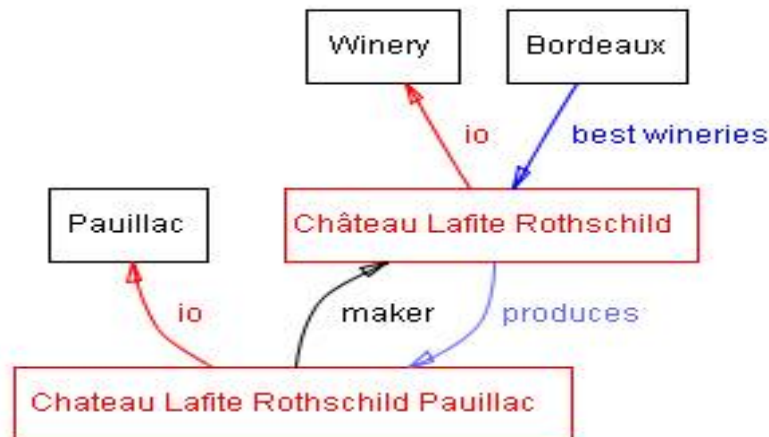 Winery
Bordeaux
io
best wineries
Pauillac
Château Lafite Rothschild
io
maker
produces
Chateau Lafite Rothschild Pauillac